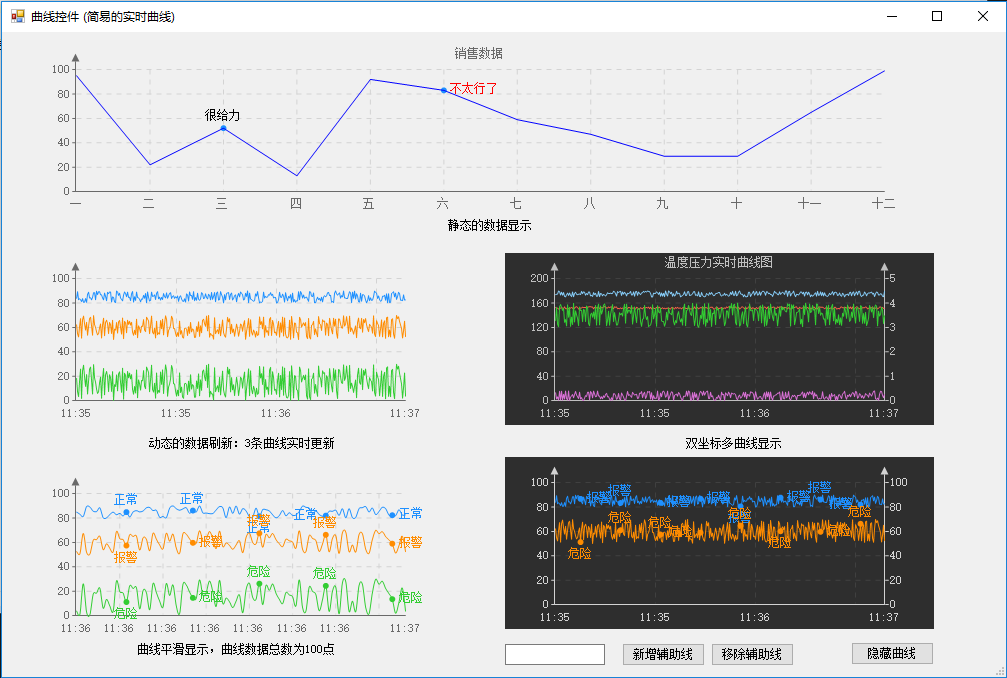 曲线控件 (简易的实时曲线)
销售数据
100
80
60
40
20
0
很给力
不太行了
一 二 三 四 五 六 七 八 九 十 十一 十二
静态的数据显示
100
80
60
40
20
0
11:35 11:35 11:36 11:37
动态的数据刷新：3条曲线实时更新
温度压力实时曲线图
200 5
160 4
120 3
80 2
40 1
0 0
11:35 11:35 11:36 11:37
双坐标多曲线显示
100
80
60
40
20
0
正常 正常 正常 正常 正常
报警 报警 报警 报警 报警
危险 危险 危险 危险 危险
11:36 11:36 11:36 11:36 11:36 11:36 11:36 11:37
曲线平滑显示，曲线数据总数为100点
100 100
80 80
60 60
40 40
20 20
0 0
报警 报警 报警 报警 报警 报警 报警 报警
危险 危险 危险 危险 危险 危险 危险 危险
11:35 11:35 11:36 11:37
新增辅助线 移除辅助线 隐藏曲线